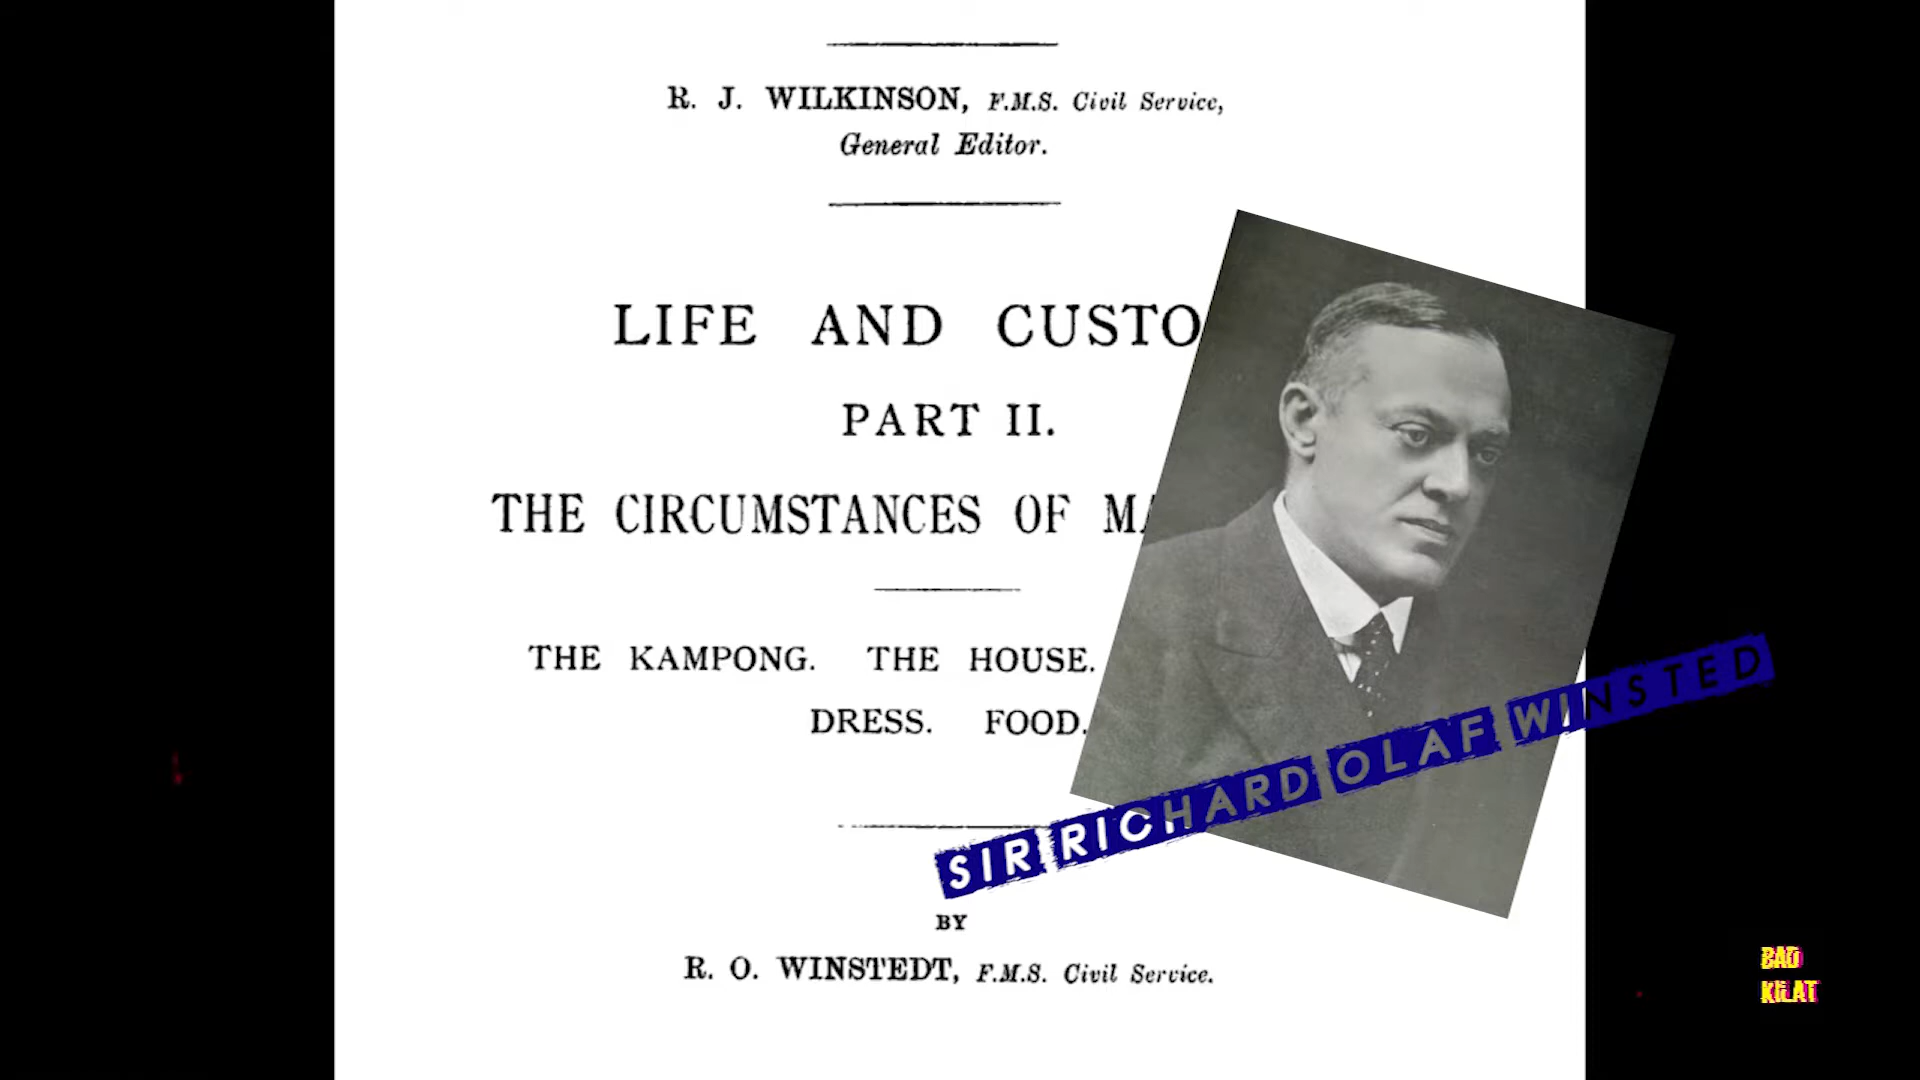 R. J. WILKINSON, F.M.S. Civil Service,
General Editor.
LIFE AND CUSTO
PART II.
THE CIRCUMSTANCES OF MA
THE KAMPONG. THE HOUSE.
DRESS. FOOD.
SIR RICHARD OLAF WINSTED
BY
R. O. WINSTEDT, F.M.S. Civil Service.
BAD
KILAT